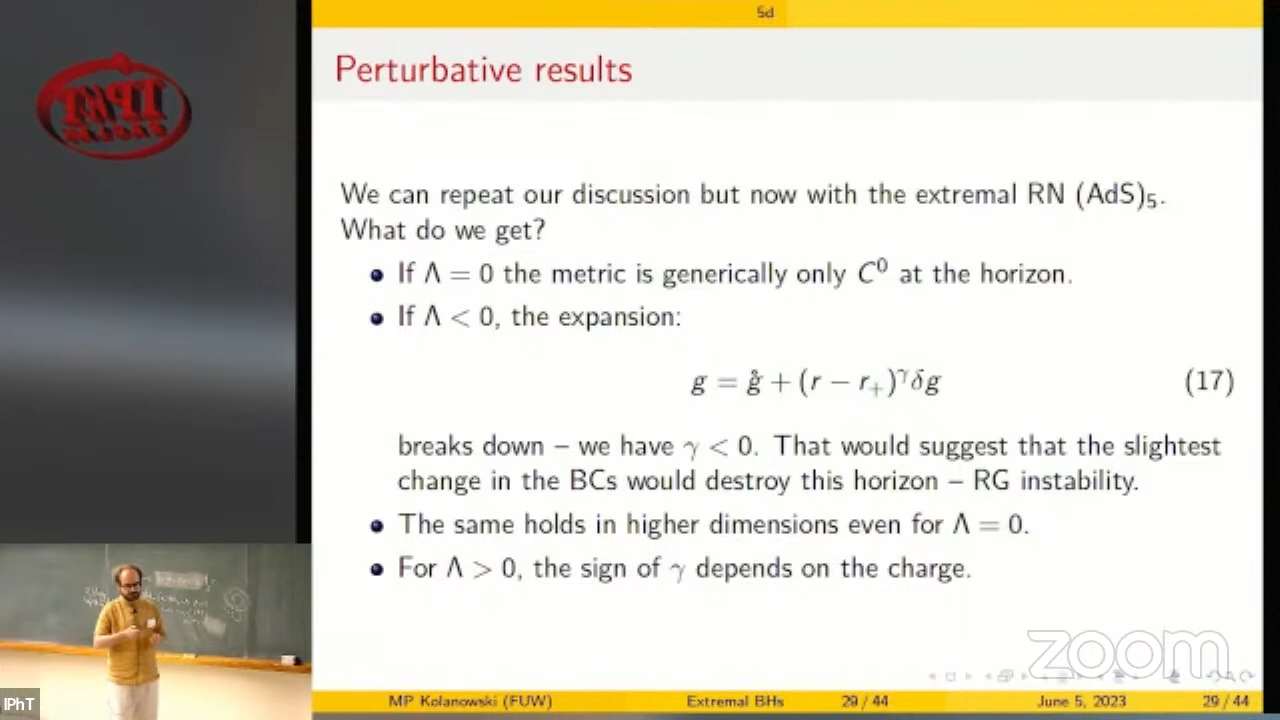 5d
Perturbative results
We can repeat our discussion but now with the extremal RN (AdS)₅.
What do we get?
• If Λ = 0 the metric is generically only C⁰ at the horizon.
• If Λ < 0, the expansion:
g = g̊ + (r − r₊)^γ δg (17)
breaks down – we have γ < 0. That would suggest that the slightest
change in the BCs would destroy this horizon – RG instability.
• The same holds in higher dimensions even for Λ = 0.
• For Λ > 0, the sign of γ depends on the charge.
zoom
IPhT
MP Kolanowski (FUW) Extremal BHs 29 / 44 June 5, 2023 29 / 44